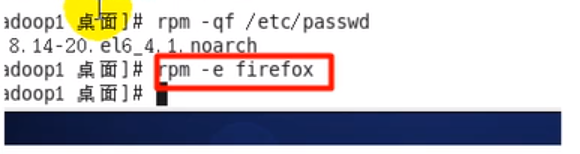 adoop1 桌面]# rpm -qf /etc/passwd
8.14-20.el6_4.1.noarch
adoop1 桌面]# rpm -e firefox
adoop1 桌面]#